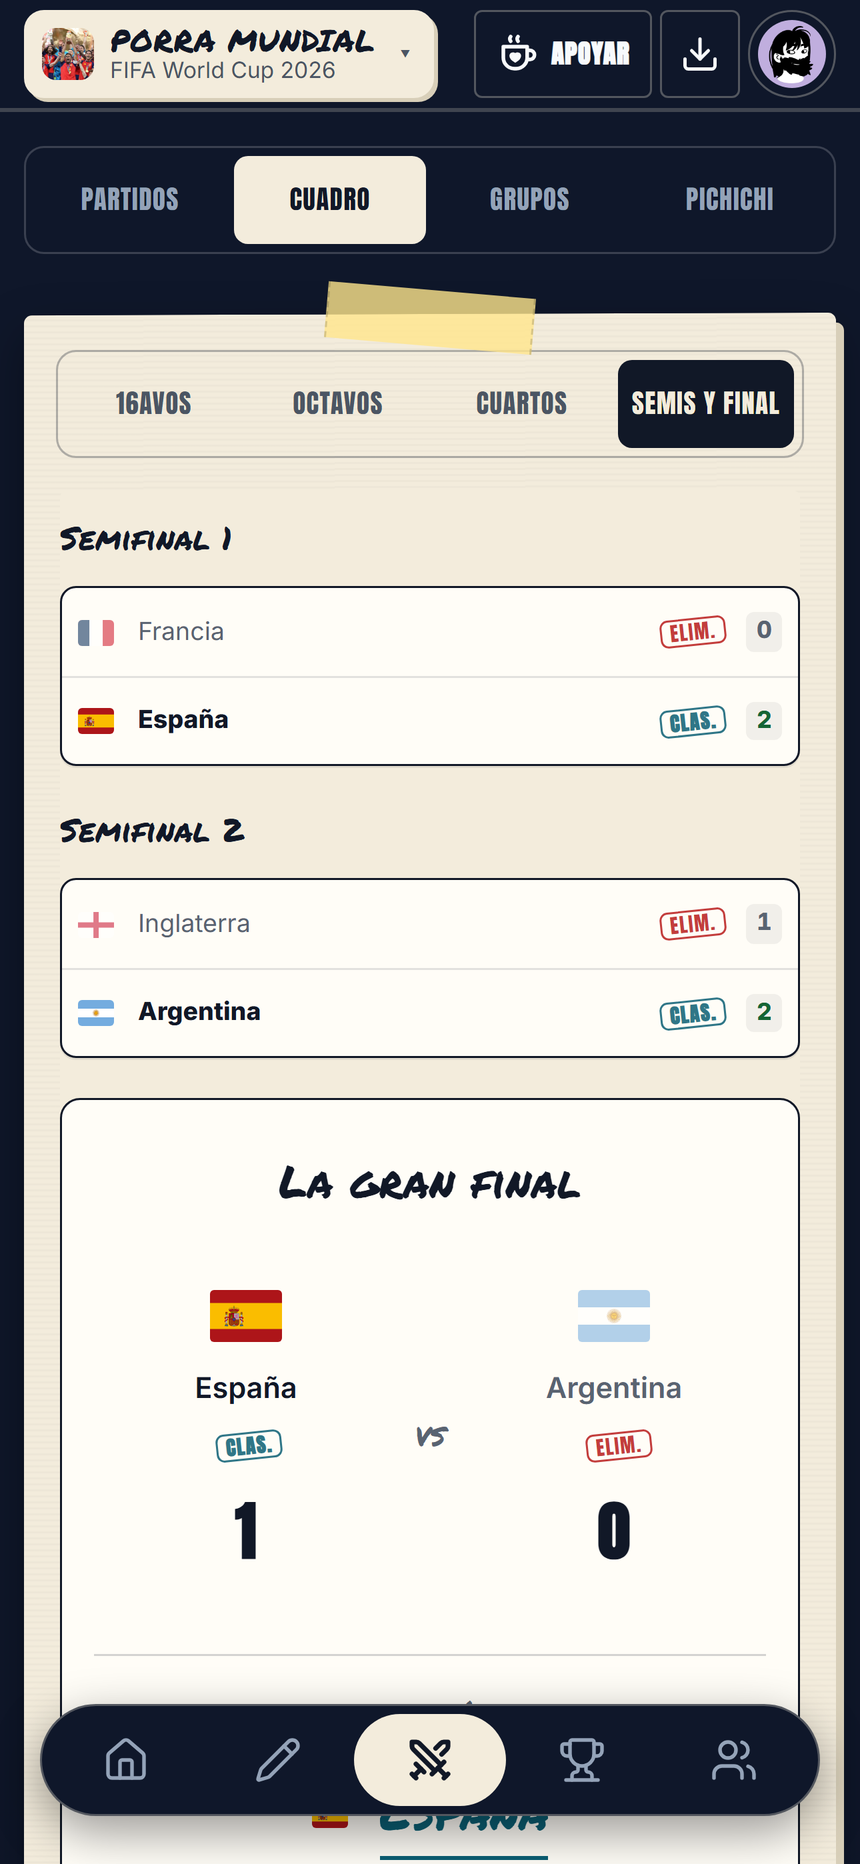 PORRA MUNDIAL
FIFA World Cup 2026
APOYAR
PARTIDOS CUADRO GRUPOS PICHICHI
16AVOS OCTAVOS CUARTOS SEMIS Y FINAL
SEMIFINAL 1
Francia ELIM. 0
España CLAS. 2
SEMIFINAL 2
Inglaterra ELIM. 1
Argentina CLAS. 2
LA GRAN FINAL
España Argentina
VS
CLAS. ELIM.
1 0
ESPAÑA